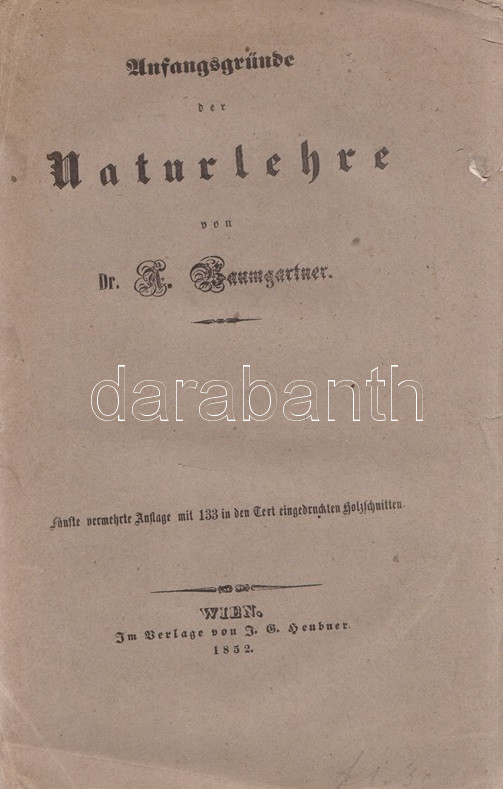 Anfangsgründe
der
Naturlehre
von
Dr. A. Baumgartner.
darabanth
Fünfte vermehrte Auflage mit 133 in den Text eingedruckten Holzschnitten.
WIEN.
Im Verlage von J. G. Heubner
1852.